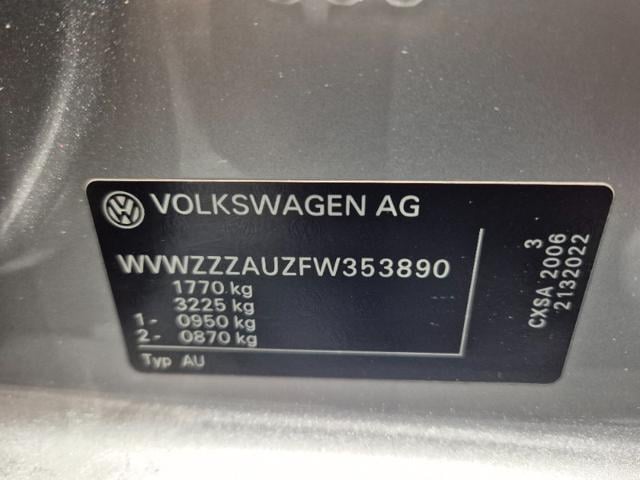 VOLKSWAGEN AG
WVWZZZAUZFW353890
1770 kg
3225 kg
1- 0950 kg
2- 0870 kg
Typ AU
3
CXSA 2006
2132022